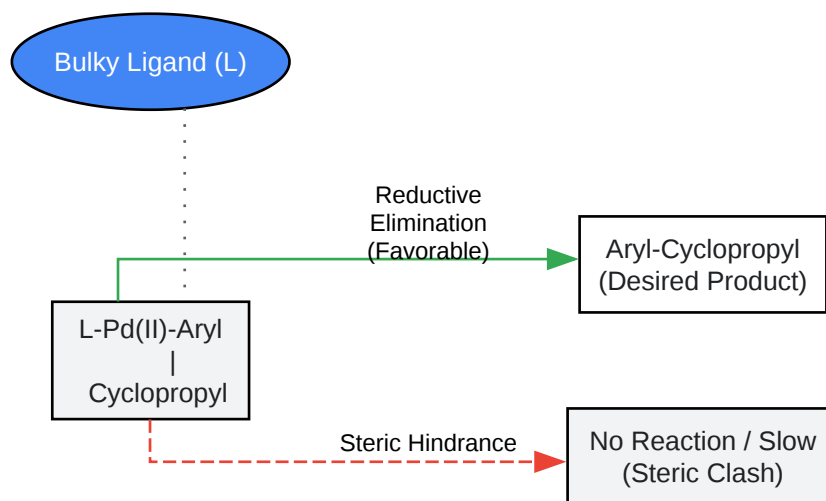 Bulky Ligand (L)
Reductive
Elimination
(Favorable)
Aryl-Cyclopropyl
(Desired Product)
L-Pd(II)-Aryl
|
Cyclopropyl
Steric Hindrance
No Reaction / Slow
(Steric Clash)